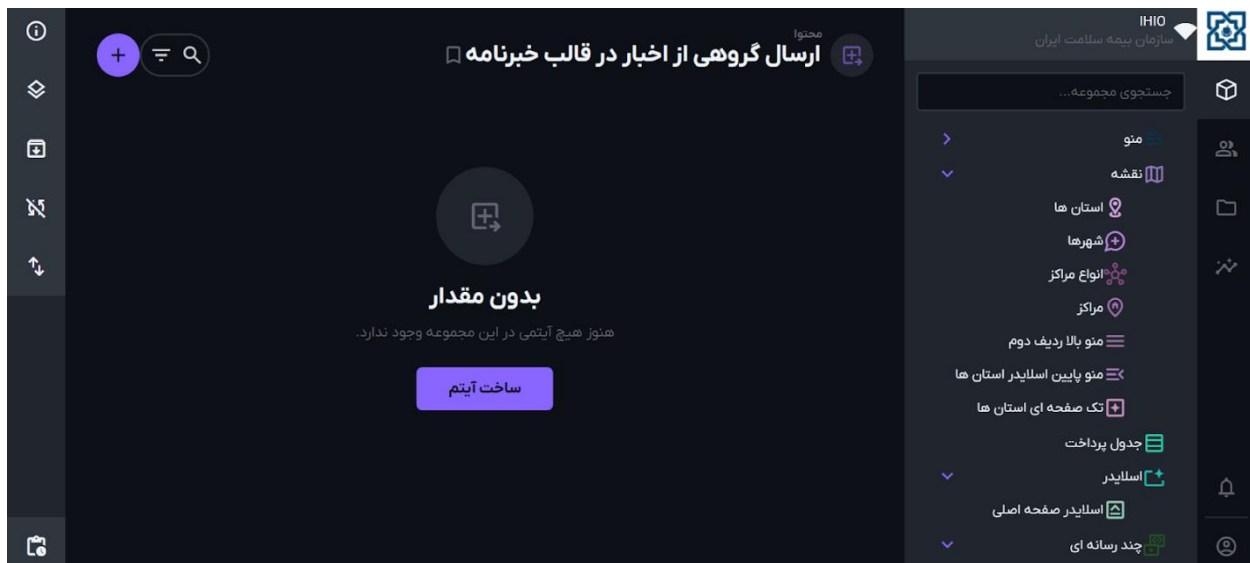 IHIO
سازمان بیمه سلامت ایران
جستجوی مجموعه...
منو
نقشه
استان ها
شهرها
انواع مراکز
مراکز
منو بالا ردیف دوم
منو پایین اسلایدر استان ها
تک صفحه ای استان ها
جدول پرداخت
اسلایدر
اسلایدر صفحه اصلی
چند رسانه ای
محتوا
ارسال گروهی از اخبار در قالب خبرنامه
بدون مقدار
هنوز هیچ آیتمی در این مجموعه وجود ندارد.
ساخت آیتم